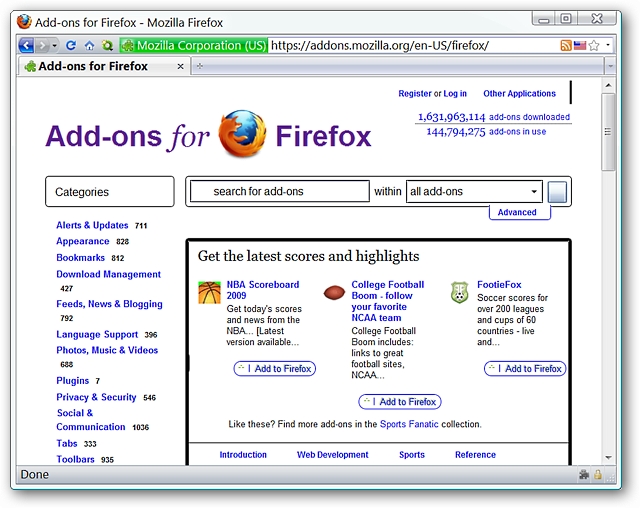 Add-ons for Firefox - Mozilla Firefox
Mozilla Corporation (US) https://addons.mozilla.org/en-US/firefox/
Add-ons for Firefox
Register or Log in Other Applications
1,631,963,114 add-ons downloaded
144,794,275 add-ons in use
Add-ons for Firefox
Categories
search for add-ons within all add-ons
Advanced
Alerts & Updates 711
Appearance 828
Bookmarks 812
Download Management
427
Feeds, News & Blogging
792
Language Support 396
Photos, Music & Videos
688
Plugins 7
Privacy & Security 546
Social &
Communication 1036
Tabs 333
Toolbars 935
Get the latest scores and highlights
NBA Scoreboard
2009
Get today's scores
and news from the
NBA... [Latest
version available...
Add to Firefox
College Football
Boom - follow
your favorite
NCAA team
College Football
Boom includes:
links to great
football sites,
NCAA...
Add to Firefox
FootieFox
Soccer scores for
over 200 leagues
and cups of 60
countries - live
and...
Add to Firefox
Like these? Find more add-ons in the Sports Fanatic collection.
Introduction Web Development Sports Reference
Done